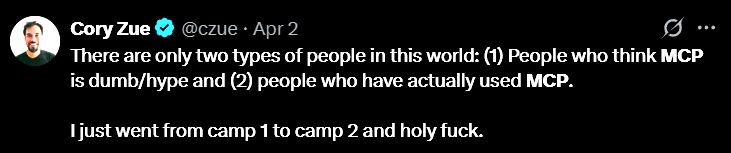 Cory Zue @czue · Apr 2
There are only two types of people in this world: (1) People who think MCP
is dumb/hype and (2) people who have actually used MCP.
I just went from camp 1 to camp 2 and holy fuck.